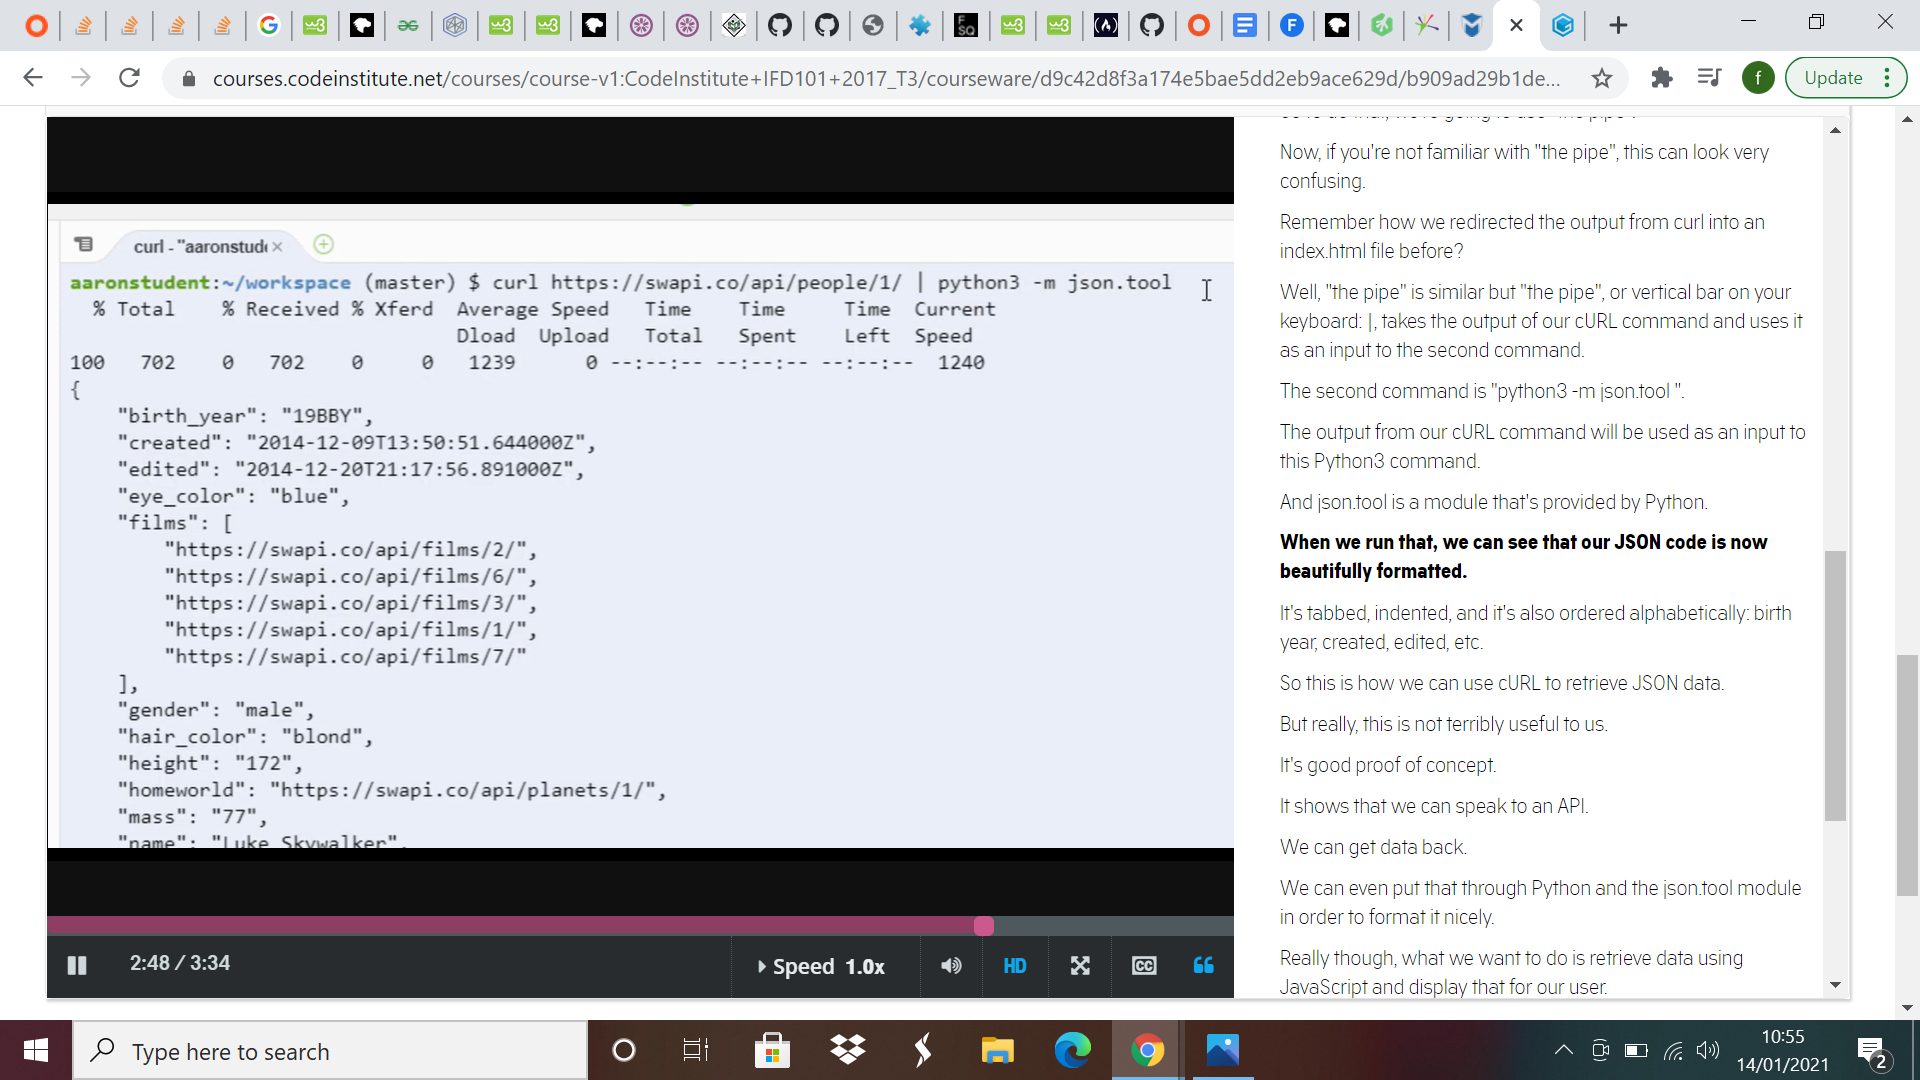 courses.codeinstitute.net/courses/course-v1:CodeInstitute+IFD101+2017_T3/courseware/d9c42d8f3a174e5bae5dd2eb9ace629d/b909ad29b1de...
f
Update
curl - "aaronstude
aaronstudent:~/workspace (master) $ curl https://swapi.co/api/people/1/ | python3 -m json.tool
% Total % Received % Xferd Average Speed Time Time Time Current
Dload Upload Total Spent Left Speed
100 702 0 702 0 0 1239 0 --:--:-- --:--:-- --:--:-- 1240
{
"birth_year": "19BBY",
"created": "2014-12-09T13:50:51.644000Z",
"edited": "2014-12-20T21:17:56.891000Z",
"eye_color": "blue",
"films": [
"https://swapi.co/api/films/2/",
"https://swapi.co/api/films/6/",
"https://swapi.co/api/films/3/",
"https://swapi.co/api/films/1/",
"https://swapi.co/api/films/7/"
],
"gender": "male",
"hair_color": "blond",
"height": "172",
"homeworld": "https://swapi.co/api/planets/1/",
"mass": "77",
"name": "Luke Skywalker",
2:48 / 3:34
Speed 1.0x
HD
CC
Now, if you're not familiar with "the pipe", this can look very
confusing.
Remember how we redirected the output from curl into an
index.html file before?
Well, "the pipe" is similar but "the pipe", or vertical bar on your
keyboard: |, takes the output of our cURL command and uses it
as an input to the second command.
The second command is "python3 -m json.tool ".
The output from our cURL command will be used as an input to
this Python3 command.
And json.tool is a module that's provided by Python.
When we run that, we can see that our JSON code is now
beautifully formatted.
It's tabbed, indented, and it's also ordered alphabetically: birth
year, created, edited, etc.
So this is how we can use cURL to retrieve JSON data.
But really, this is not terribly useful to us.
It's good proof of concept.
It shows that we can speak to an API.
We can get data back.
We can even put that through Python and the json.tool module
in order to format it nicely.
Really though, what we want to do is retrieve data using
JavaScript and display that for our user.
Type here to search
10:55
14/01/2021
2